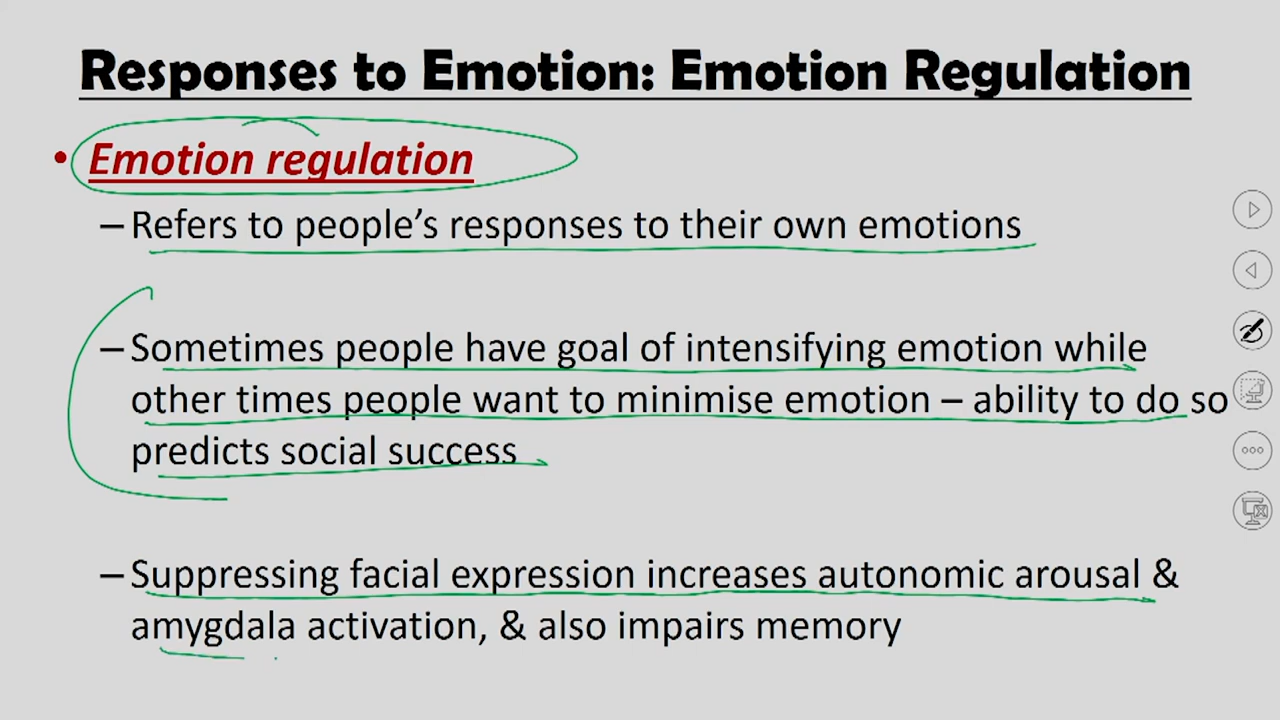 Responses to Emotion: Emotion Regulation
• Emotion regulation
– Refers to people's responses to their own emotions
– Sometimes people have goal of intensifying emotion while
other times people want to minimise emotion – ability to do so
predicts social success
– Suppressing facial expression increases autonomic arousal &
amygdala activation, & also impairs memory